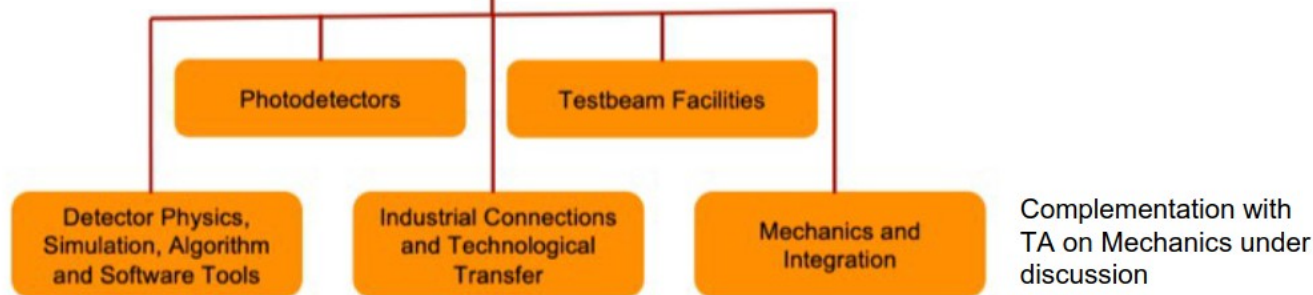 Photodetectors
Testbeam Facilities
Detector Physics,
Simulation, Algorithm
and Software Tools
Industrial Connections
and Technological
Transfer
Mechanics and
Integration
Complementation with
TA on Mechanics under
discussion